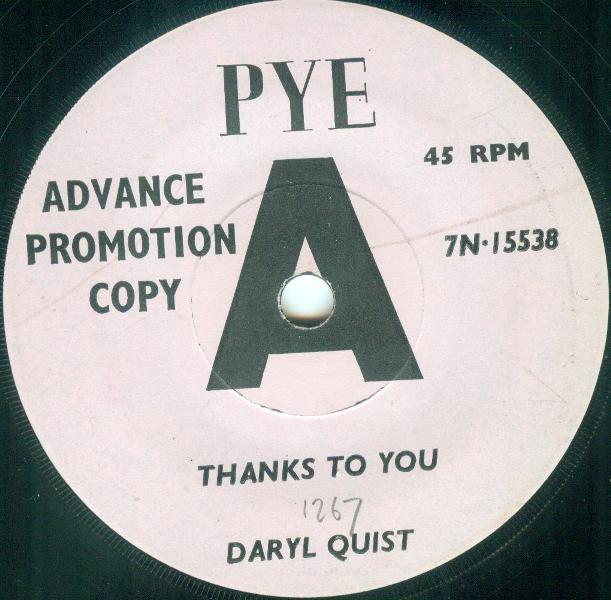 PYE
45 RPM
ADVANCE
PROMOTION
COPY
A
7N·15538
THANKS TO YOU
1267
DARYL QUIST